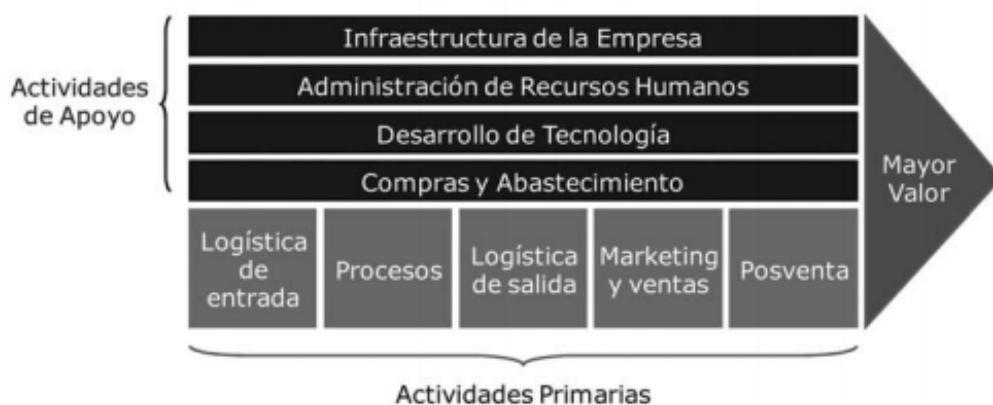 Infraestructura de la Empresa
Actividades
de Apoyo
Administración de Recursos Humanos
Desarrollo de Tecnología
Compras y Abastecimiento
Mayor
Valor
Logística
de
entrada
Procesos
Logística
de salida
Marketing
y ventas
Posventa
Actividades Primarias